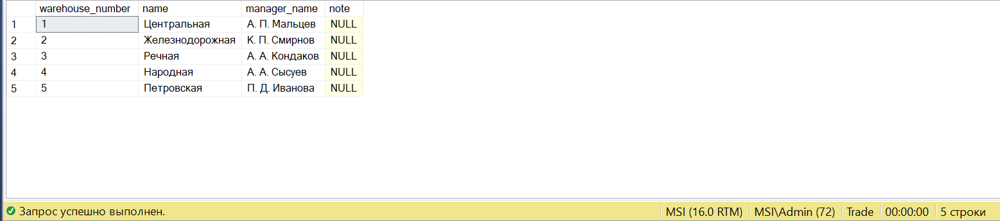 warehouse_number name manager_name note
1 1 Центральная А. П. Мальцев NULL
2 2 Железнодорожная К. П. Смирнов NULL
3 3 Речная А. А. Кондаков NULL
4 4 Народная А. А. Сысуев NULL
5 5 Петровская П. Д. Иванова NULL
Запрос успешно выполнен. MSI (16.0 RTM) MSI\Admin (72) Trade 00:00:00 5 строки